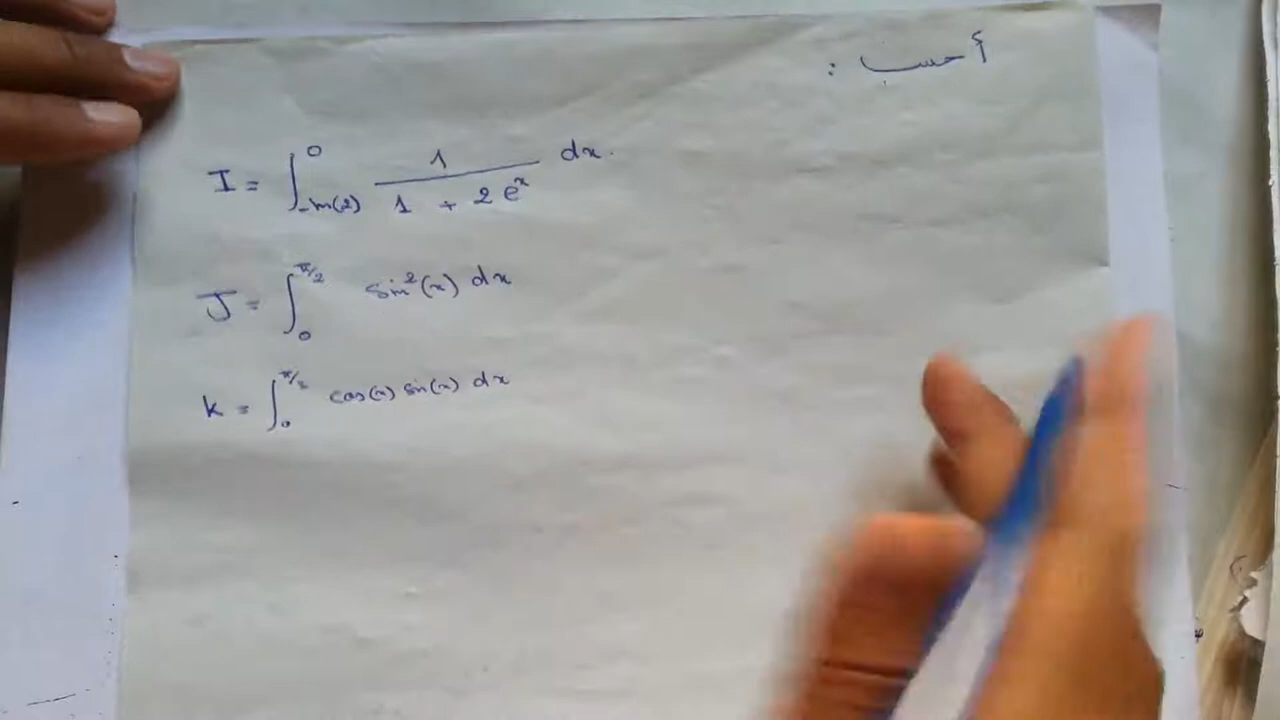 أحسب :
I = ∫_{-ln(2)}^{0} 1/(1 + 2e^x) dx.
J = ∫_{0}^{π/2} sin²(x) dx
K = ∫_{0}^{π/2} cos(x) sin(x) dx